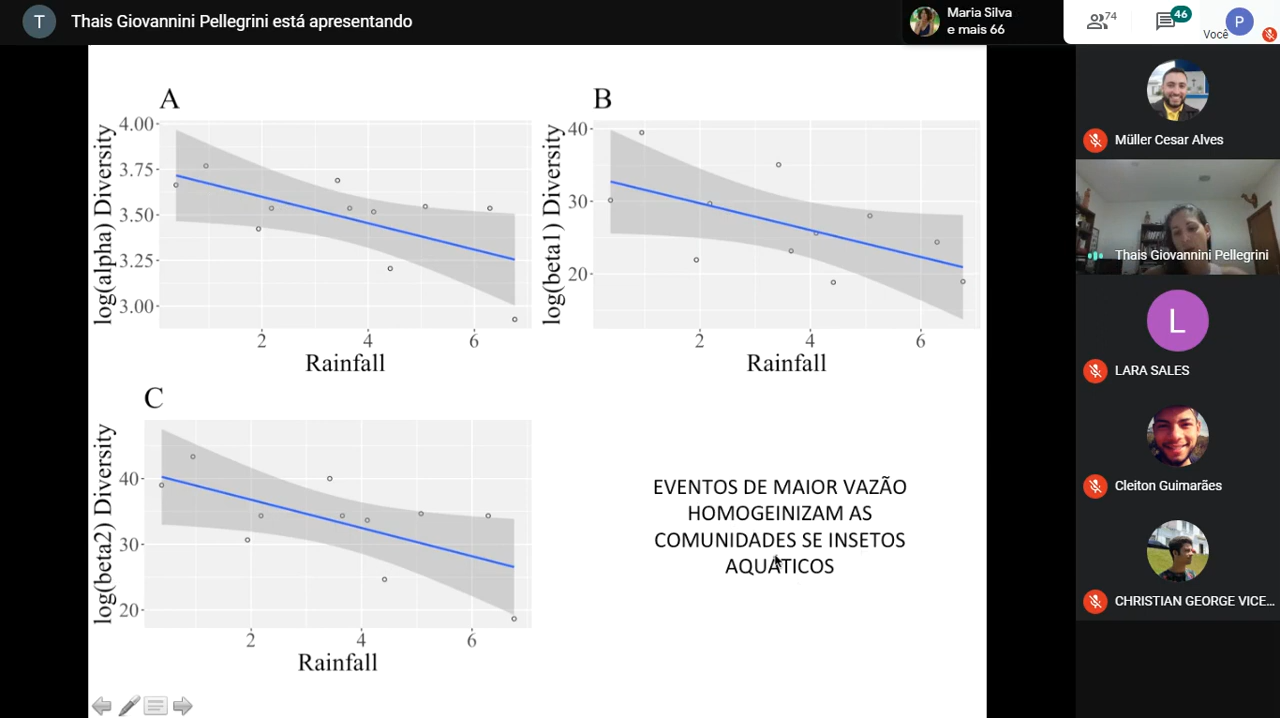 T
Thais Giovannini Pellegrini está apresentando
Maria Silva
e mais 66
74
46
Você
P
A
4.00
3.75
3.50
3.25
3.00
log(alpha) Diversity
2
4
6
Rainfall
B
40
30
20
log(beta1) Diversity
2
4
6
Rainfall
C
40
30
20
log(beta2) Diversity
2
4
6
Rainfall
EVENTOS DE MAIOR VAZÃO
HOMOGEINIZAM AS
COMUNIDADES SE INSETOS
AQUÁTICOS
Müller Cesar Alves
Thais Giovannini Pellegrini
L
LARA SALES
Cleiton Guimarães
CHRISTIAN GEORGE VICE...